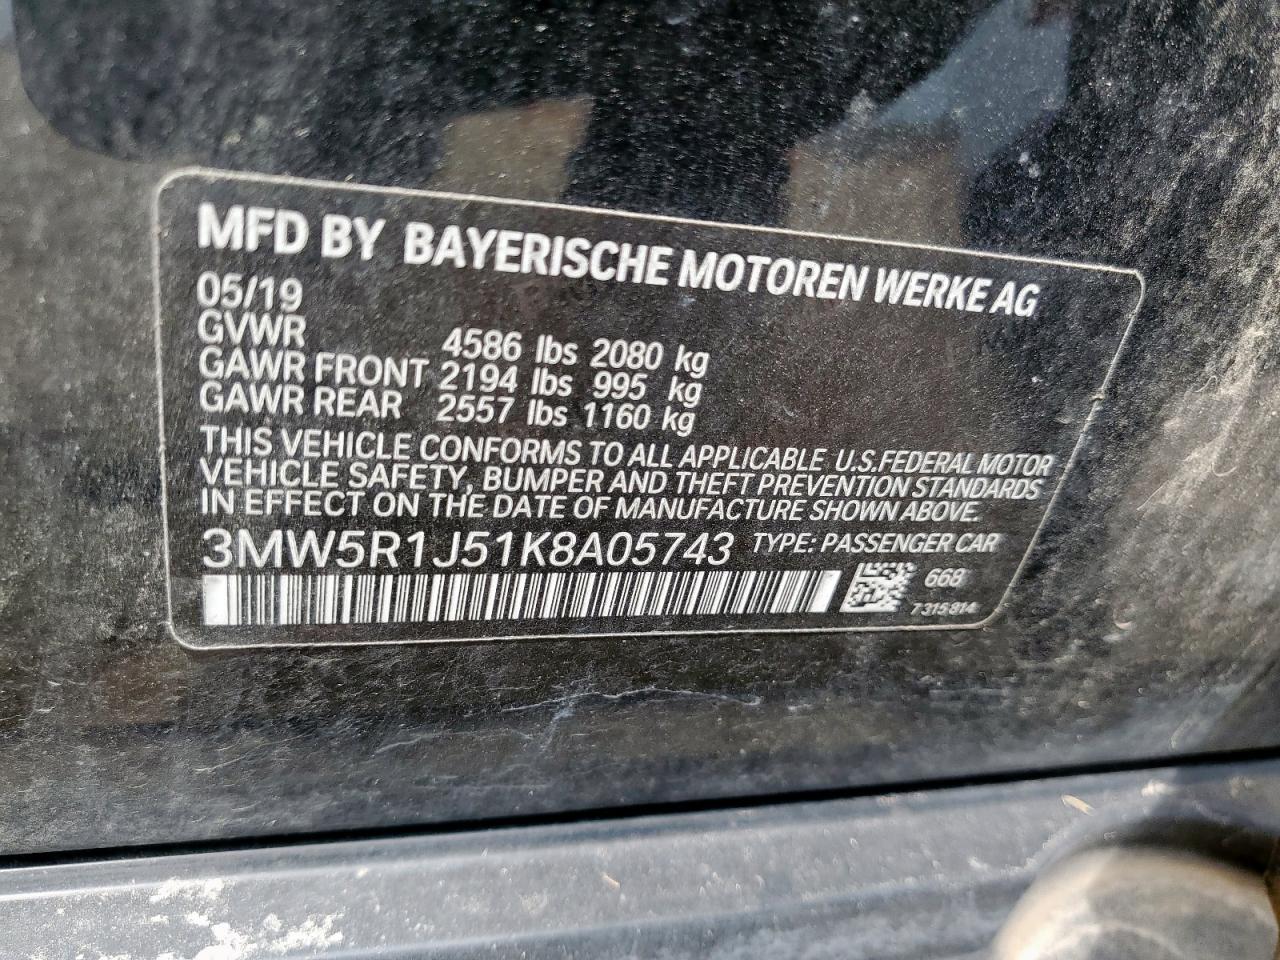 MFD BY BAYERISCHE MOTOREN WERKE AG
05/19
GVWR 4586 lbs 2080 kg
GAWR FRONT 2194 lbs 995 kg
GAWR REAR 2557 lbs 1160 kg
THIS VEHICLE CONFORMS TO ALL APPLICABLE U.S.FEDERAL MOTOR
VEHICLE SAFETY, BUMPER AND THEFT PREVENTION STANDARDS
IN EFFECT ON THE DATE OF MANUFACTURE SHOWN ABOVE.
3MW5R1J51K8A05743 TYPE: PASSENGER CAR
668
7315814